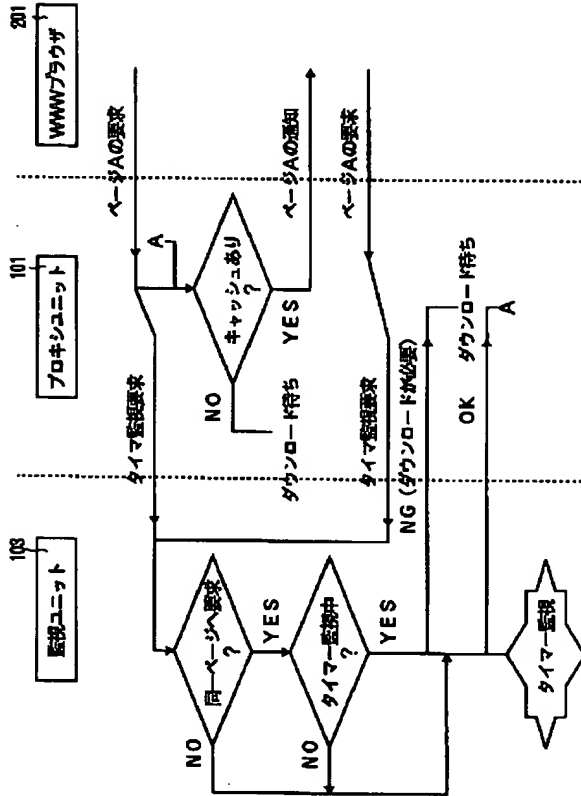 103
監視ユニット
101
プロキシユニット
201
WWWブラウザ
ページAの要求
タイマ監視要求
A
キャッシュあり
?
NO
YES
ダウンロード待ち
ページAの通知
同一ページへ要求
?
NO
YES
ページAの要求
タイマ監視要求
タイマー監視中
?
NO
YES
NG (ダウンロードが必要)
ダウンロード待ち
OK
A
タイマー監視